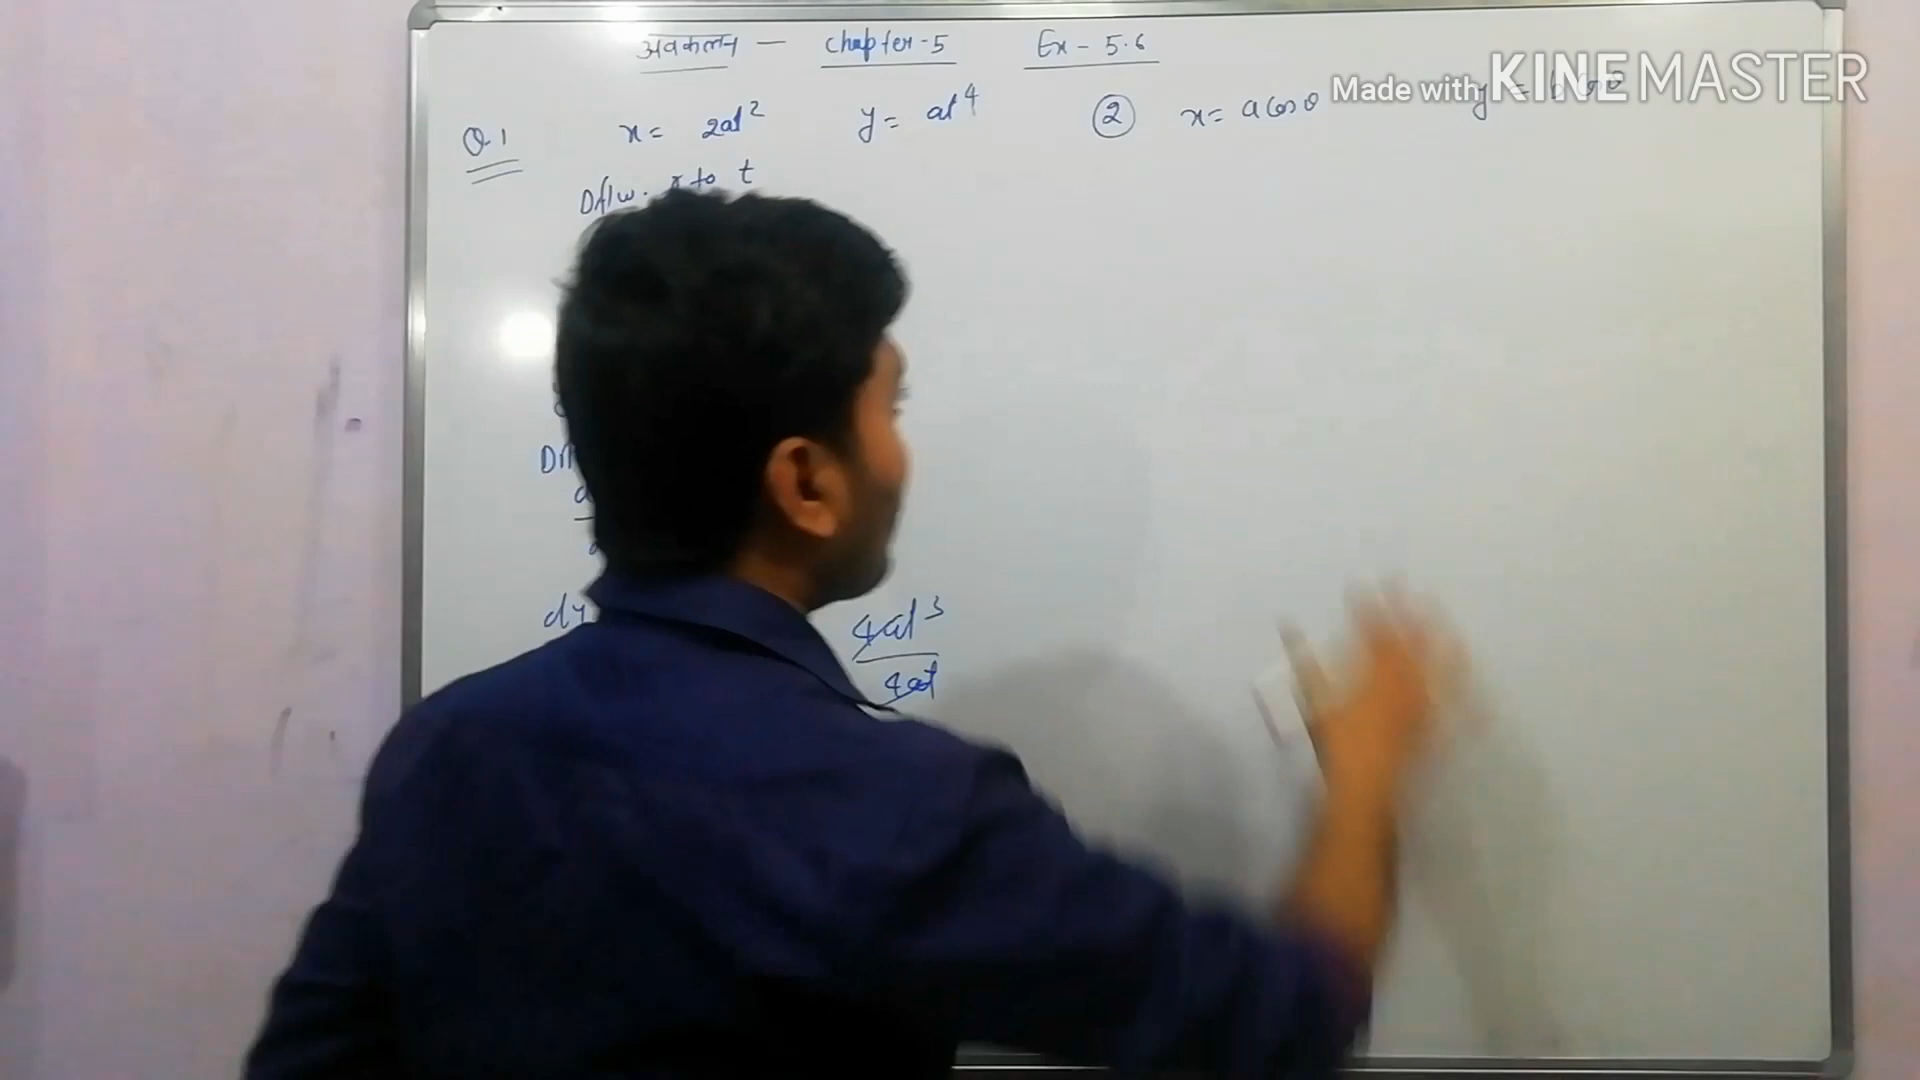 अवकलन — Chapter-5 Ex - 5.6
Made with KINEMASTER
Q.1 x = 2at² y = at⁴
② x = a cos θ y = b cos θ
Diff w. r to t
dy
4at³
4at